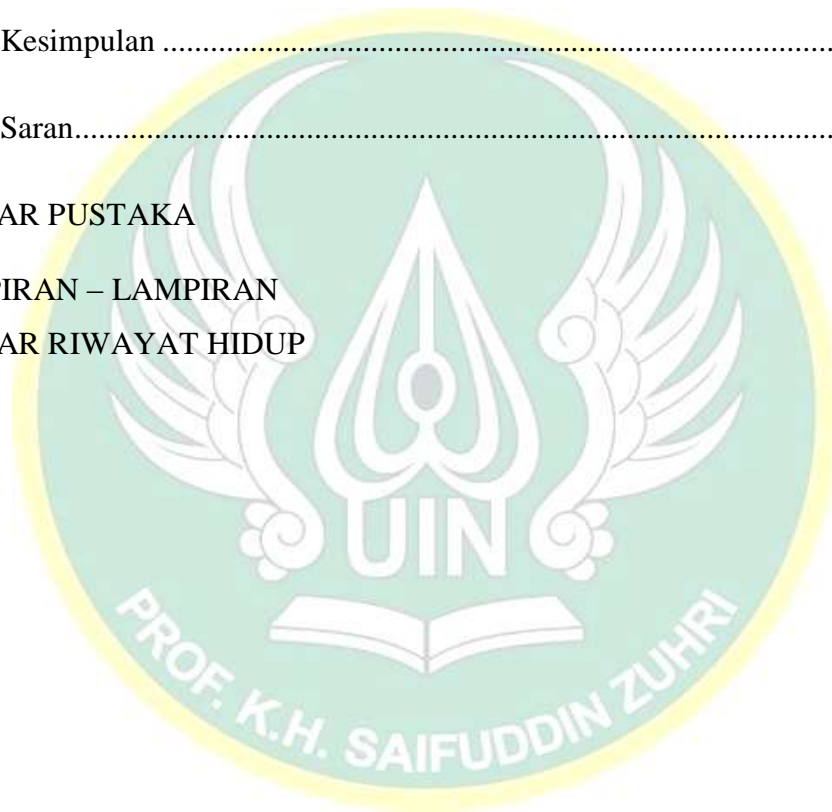 Kesimpulan ....................................................................................
Saran...............................................................................................
AR PUSTAKA
PIRAN – LAMPIRAN
AR RIWAYAT HIDUP
UIN
PROF. K.H. SAIFUDDIN ZUHRI